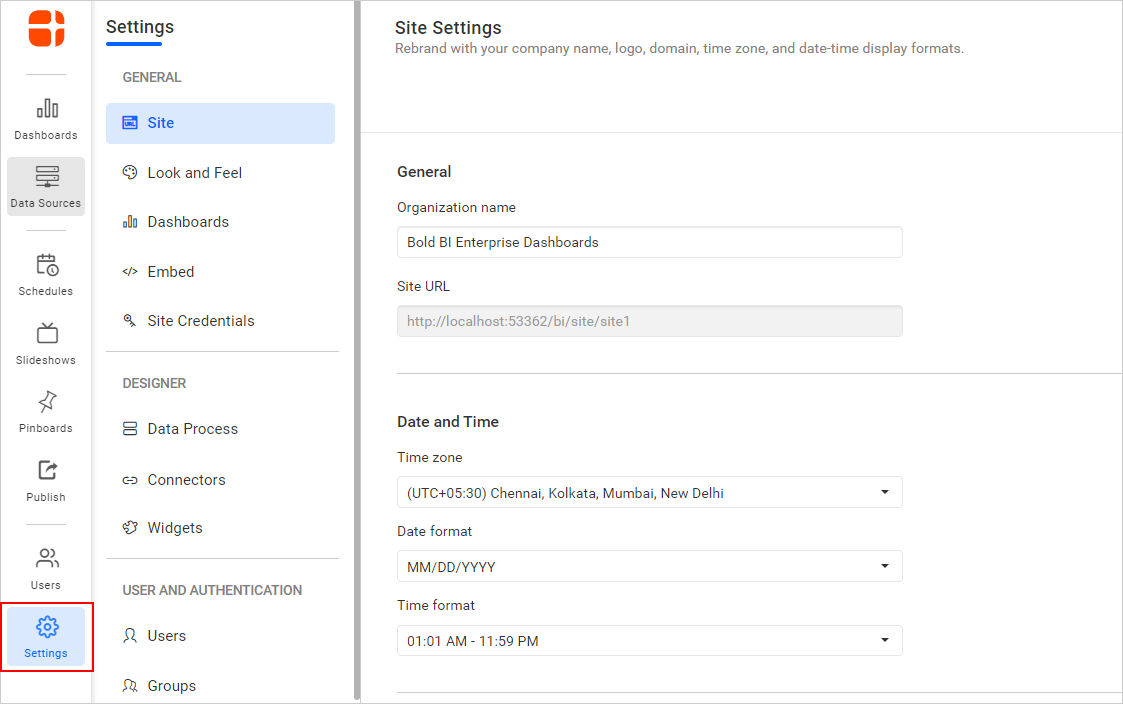 Dashboards
Data Sources
Schedules
Slideshows
Pinboards
Publish
Users
Settings
Settings
GENERAL
URL
Site
Look and Feel
Dashboards
Embed
Site Credentials
DESIGNER
Data Process
Connectors
Widgets
USER AND AUTHENTICATION
Users
Groups
Site Settings
Rebrand with your company name, logo, domain, time zone, and date-time display formats.
General
Organization name
Bold BI Enterprise Dashboards
Site URL
http://localhost:53362/bi/site/site1
Date and Time
Time zone
(UTC+05:30) Chennai, Kolkata, Mumbai, New Delhi
Date format
MM/DD/YYYY
Time format
01:01 AM - 11:59 PM